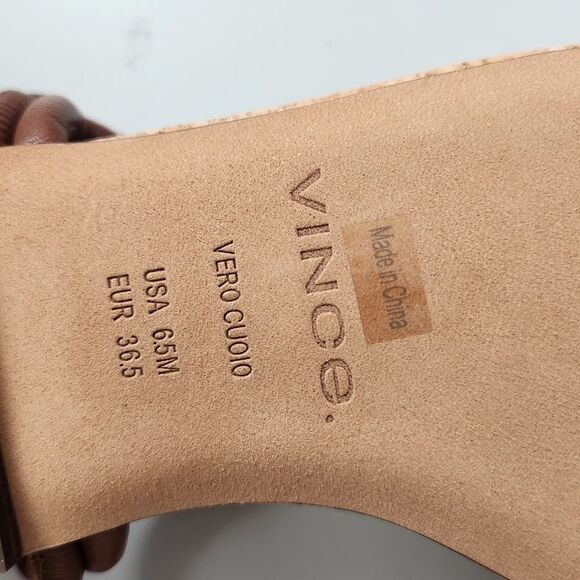 VINCe.
Made in China
VERO CUOIO
USA 6.5M
EUR 36.5